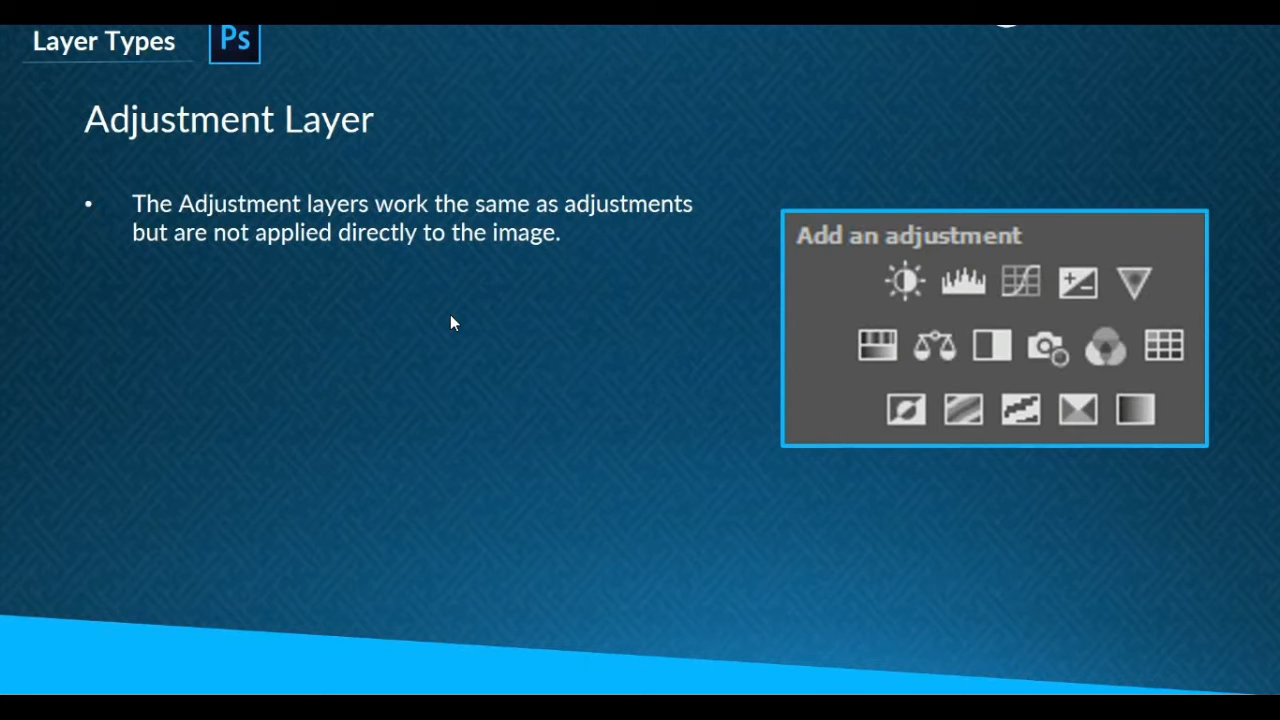 Layer Types
Ps
Adjustment Layer
• The Adjustment layers work the same as adjustments
but are not applied directly to the image.
Add an adjustment